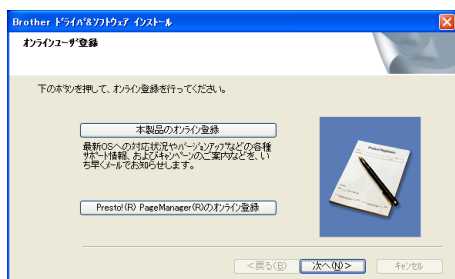 Brother ドライバ&ソフトウェア インストール
オンラインユーザ登録
下のボタンを押して、オンライン登録を行ってください。
本製品のオンライン登録
最新OSへの対応状況やバージョンアップなどの各種
サポート情報、およびキャンペーンのご案内などを、い
ち早くメールでお知らせします。
Presto!(R) PageManager(R)のオンライン登録
<戻る(B)
次へ(N)>
キャンセル